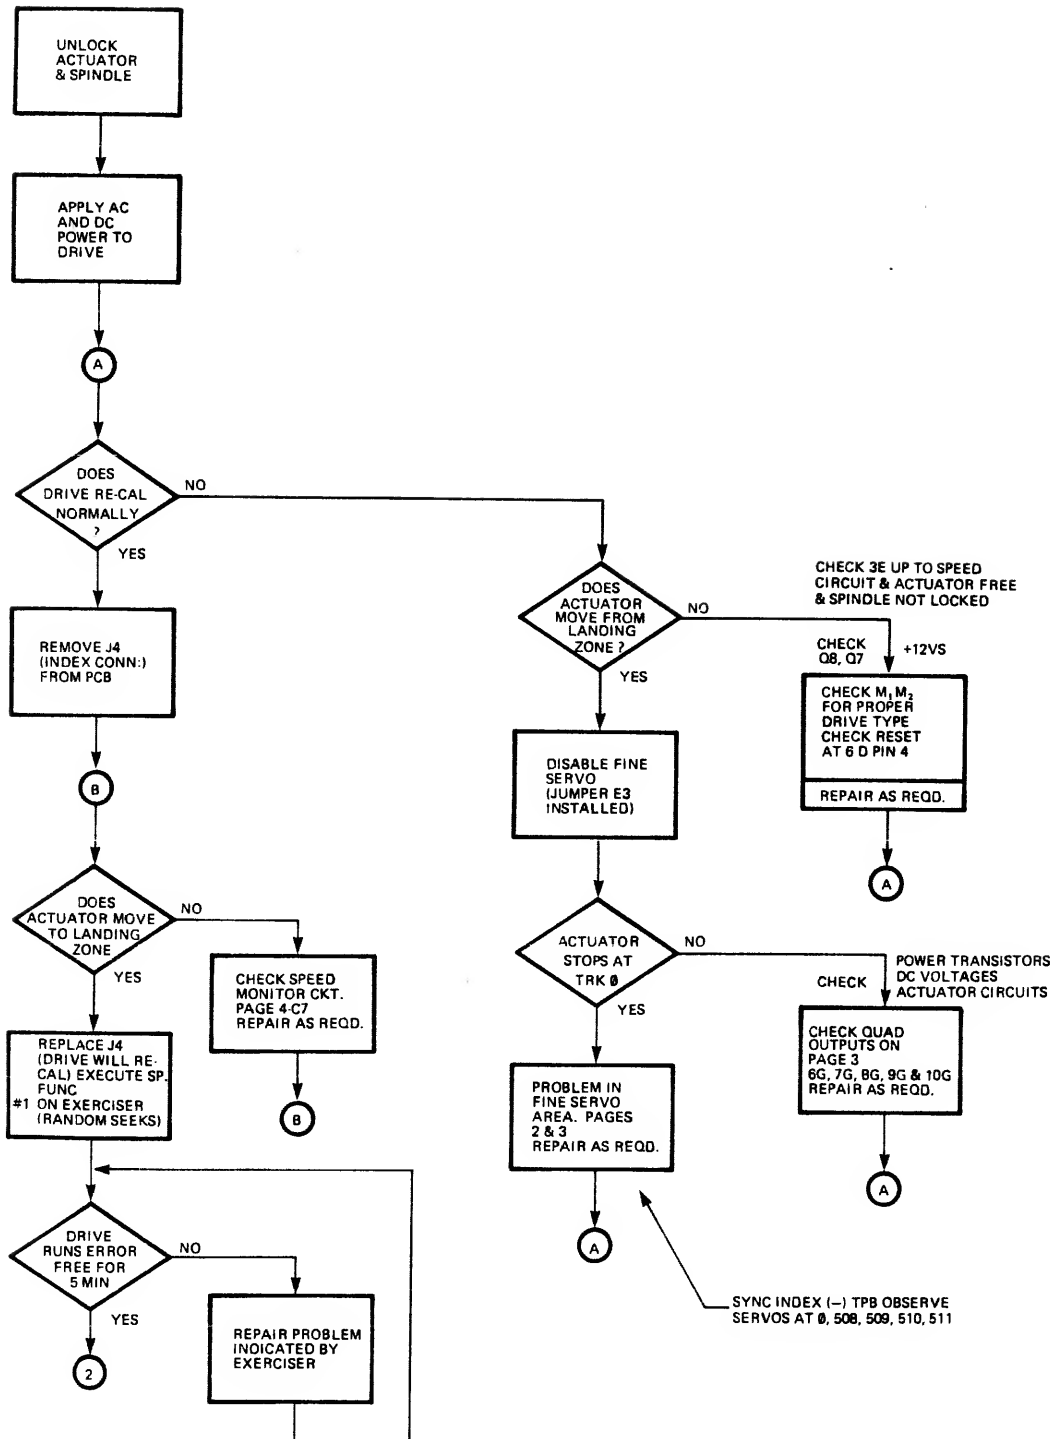 UNLOCK
ACTUATOR
& SPINDLE
APPLY AC
AND DC
POWER TO
DRIVE
A
DOES
DRIVE RE-CAL
NORMALLY
?
NO
YES
REMOVE J4
(INDEX CONN:)
FROM PCB
B
DOES
ACTUATOR MOVE
TO LANDING
ZONE
NO
YES
CHECK SPEED
MONITOR CKT.
PAGE 4-C7
REPAIR AS REQD.
B
REPLACE J4
(DRIVE WILL RE-
CAL) EXECUTE SP.
FUNC
#1 ON EXERCISER
(RANDOM SEEKS)
DRIVE
RUNS ERROR
FREE FOR
5 MIN
NO
YES
2
REPAIR PROBLEM
INDICATED BY
EXERCISER
DOES
ACTUATOR
MOVE FROM
LANDING
ZONE ?
NO
YES
CHECK 3E UP TO SPEED
CIRCUIT & ACTUATOR FREE
& SPINDLE NOT LOCKED
CHECK
Q8, Q7
+12VS
CHECK M1 M2
FOR PROPER
DRIVE TYPE
CHECK RESET
AT 6 D PIN 4
REPAIR AS REQD.
A
DISABLE FINE
SERVO
(JUMPER E3
INSTALLED)
ACTUATOR
STOPS AT
TRK 0
NO
YES
CHECK
POWER TRANSISTORS
DC VOLTAGES
ACTUATOR CIRCUITS
CHECK QUAD
OUTPUTS ON
PAGE 3
6G, 7G, 8G, 9G & 10G
REPAIR AS REQD.
A
PROBLEM IN
FINE SERVO
AREA. PAGES
2 & 3
REPAIR AS REQD.
A
SYNC INDEX (–) TPB OBSERVE
SERVOS AT 0, 508, 509, 510, 511